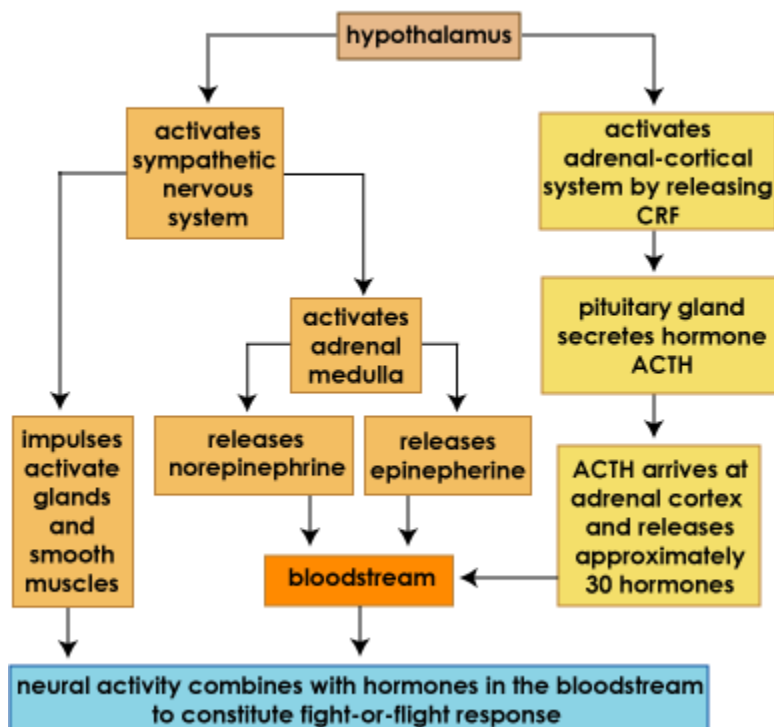 hypothalamus
activates
sympathetic
nervous
system
activates
adrenal-cortical
system by releasing
CRF
activates
adrenal
medulla
pituitary gland
secretes hormone
ACTH
impulses
activate
glands
and
smooth
muscles
releases
norepinephrine
releases
epinepherine
ACTH arrives at
adrenal cortex
and releases
approximately
30 hormones
bloodstream
neural activity combines with hormones in the bloodstream
to constitute fight-or-flight response